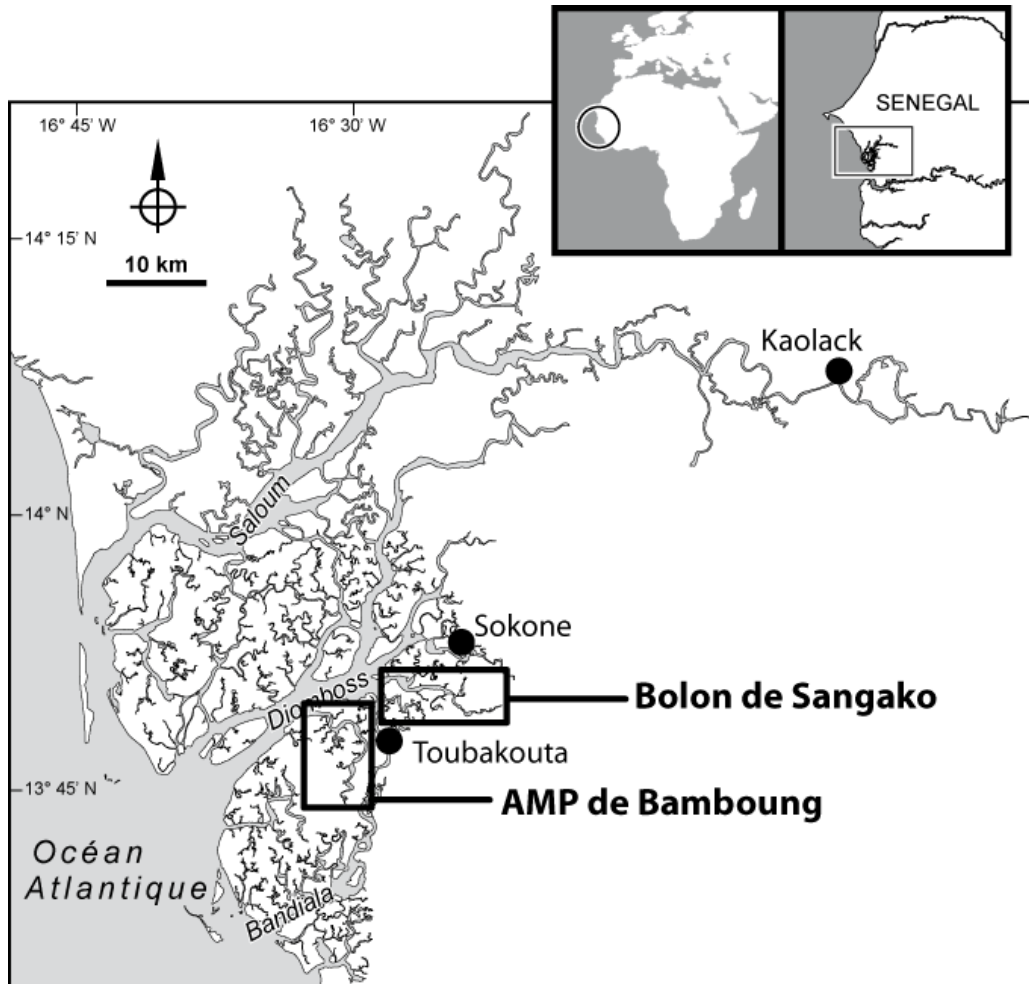 SENEGAL
16° 45' W
16° 30' W
14° 15' N
10 km
Kaolack
Saloum
14° N
Sokone
Diomboss
Bolon de Sangako
Toubakouta
13° 45' N
AMP de Bamboung
Océan
Atlantique
Bandiala